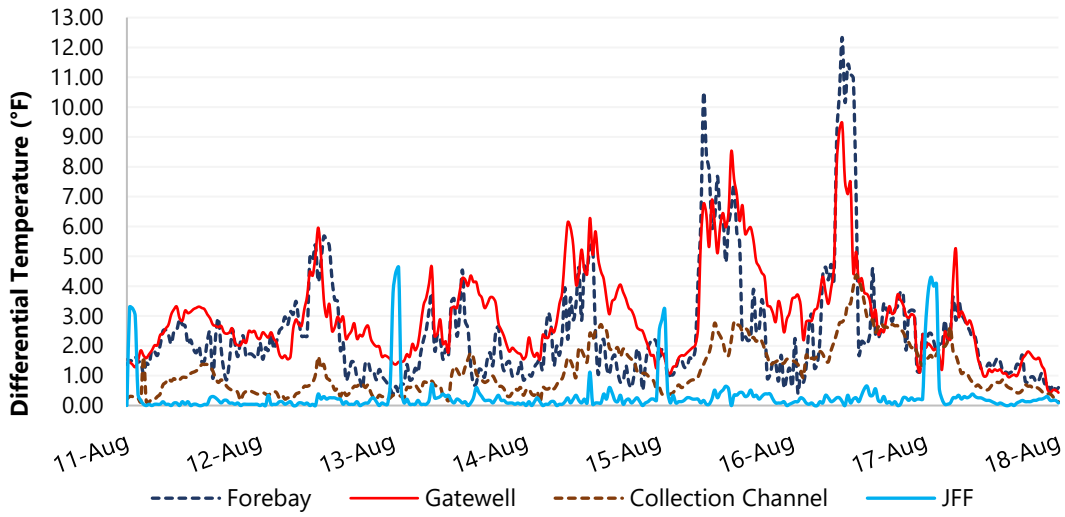 Differential Temperature (°F)
13.00
12.00
11.00
10.00
9.00
8.00
7.00
6.00
5.00
4.00
3.00
2.00
1.00
0.00
11-Aug
12-Aug
13-Aug
14-Aug
15-Aug
16-Aug
17-Aug
18-Aug
Forebay
Gatewell
Collection Channel
JFF